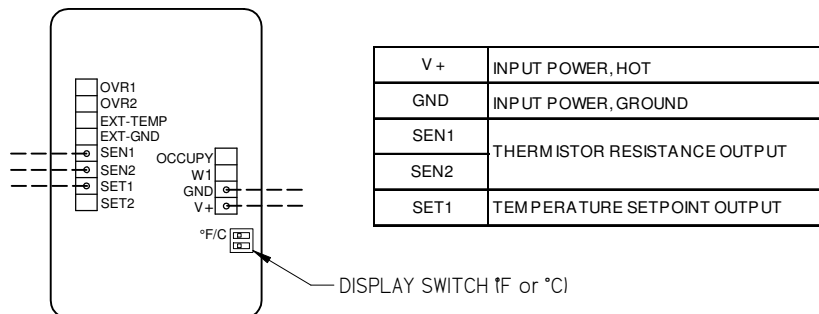 OVR1
OVR2
EXT-TEMP
EXT-GND
SEN1
SEN2
SET1
SET2
OCCUPY
W1
GND
V+
°F/C
DISPLAY SWITCH °F or °C)
V + INPUT POWER, HOT
GND INPUT POWER, GROUND
SEN1
THERMISTOR RESISTANCE OUTPUT
SEN2
SET1 TEMPERATURE SETPOINT OUTPUT